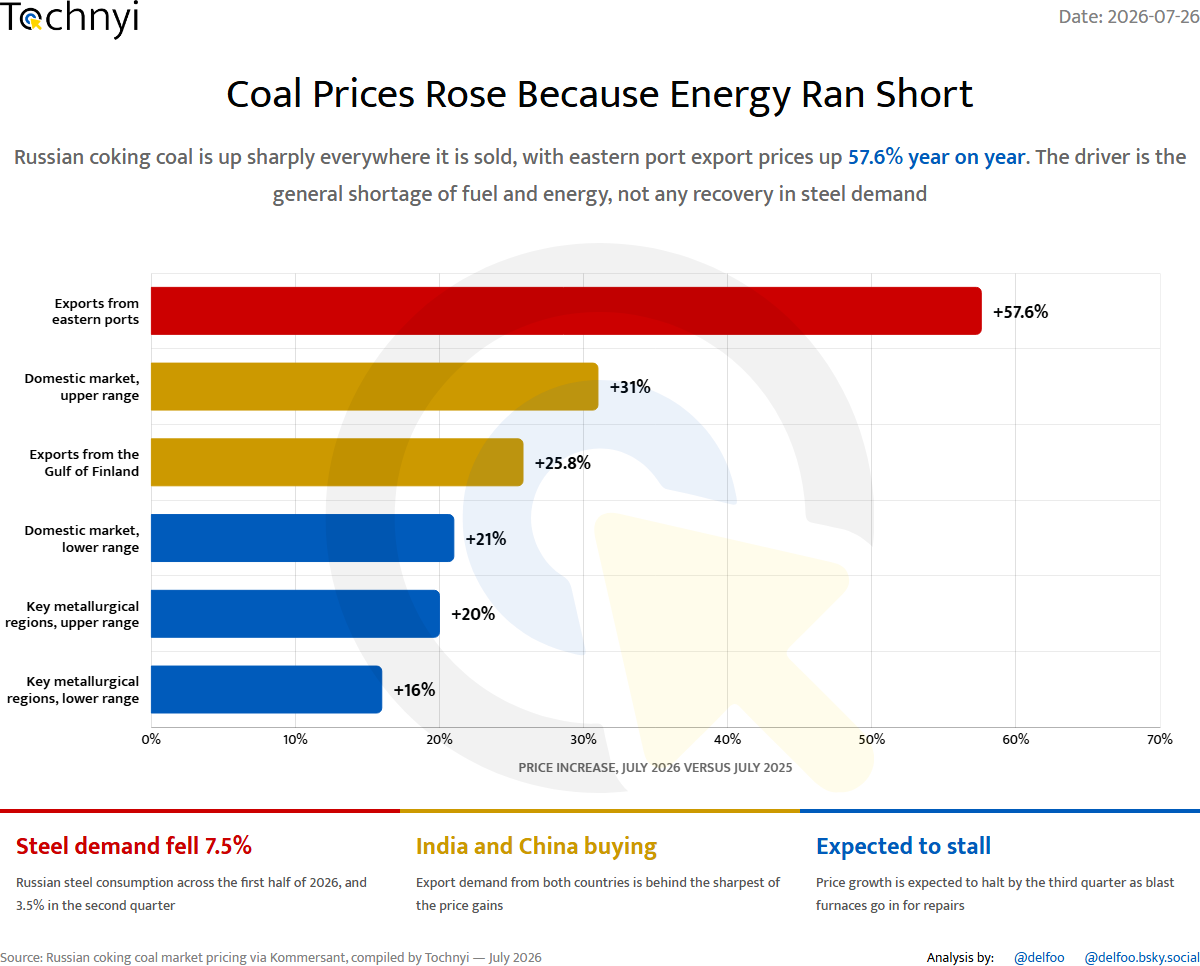 Tochnyi
Date: 2026-07-26
Coal Prices Rose Because Energy Ran Short
Russian coking coal is up sharply everywhere it is sold, with eastern port export prices up 57.6% year on year. The driver is the
general shortage of fuel and energy, not any recovery in steel demand
Exports from
eastern ports
+57.6%
Domestic market,
upper range
+31%
Exports from the
Gulf of Finland
+25.8%
Domestic market,
lower range
+21%
Key metallurgical
regions, upper range
+20%
Key metallurgical
regions, lower range
+16%
0% 10% 20% 30% 40% 50% 60% 70%
PRICE INCREASE, JULY 2026 VERSUS JULY 2025
Steel demand fell 7.5%
Russian steel consumption across the first half of 2026, and
3.5% in the second quarter
India and China buying
Export demand from both countries is behind the sharpest of
the price gains
Expected to stall
Price growth is expected to halt by the third quarter as blast
furnaces go in for repairs
Source: Russian coking coal market pricing via Kommersant, compiled by Tochnyi — July 2026
Analysis by: @delfoo @delfoo.bsky.social